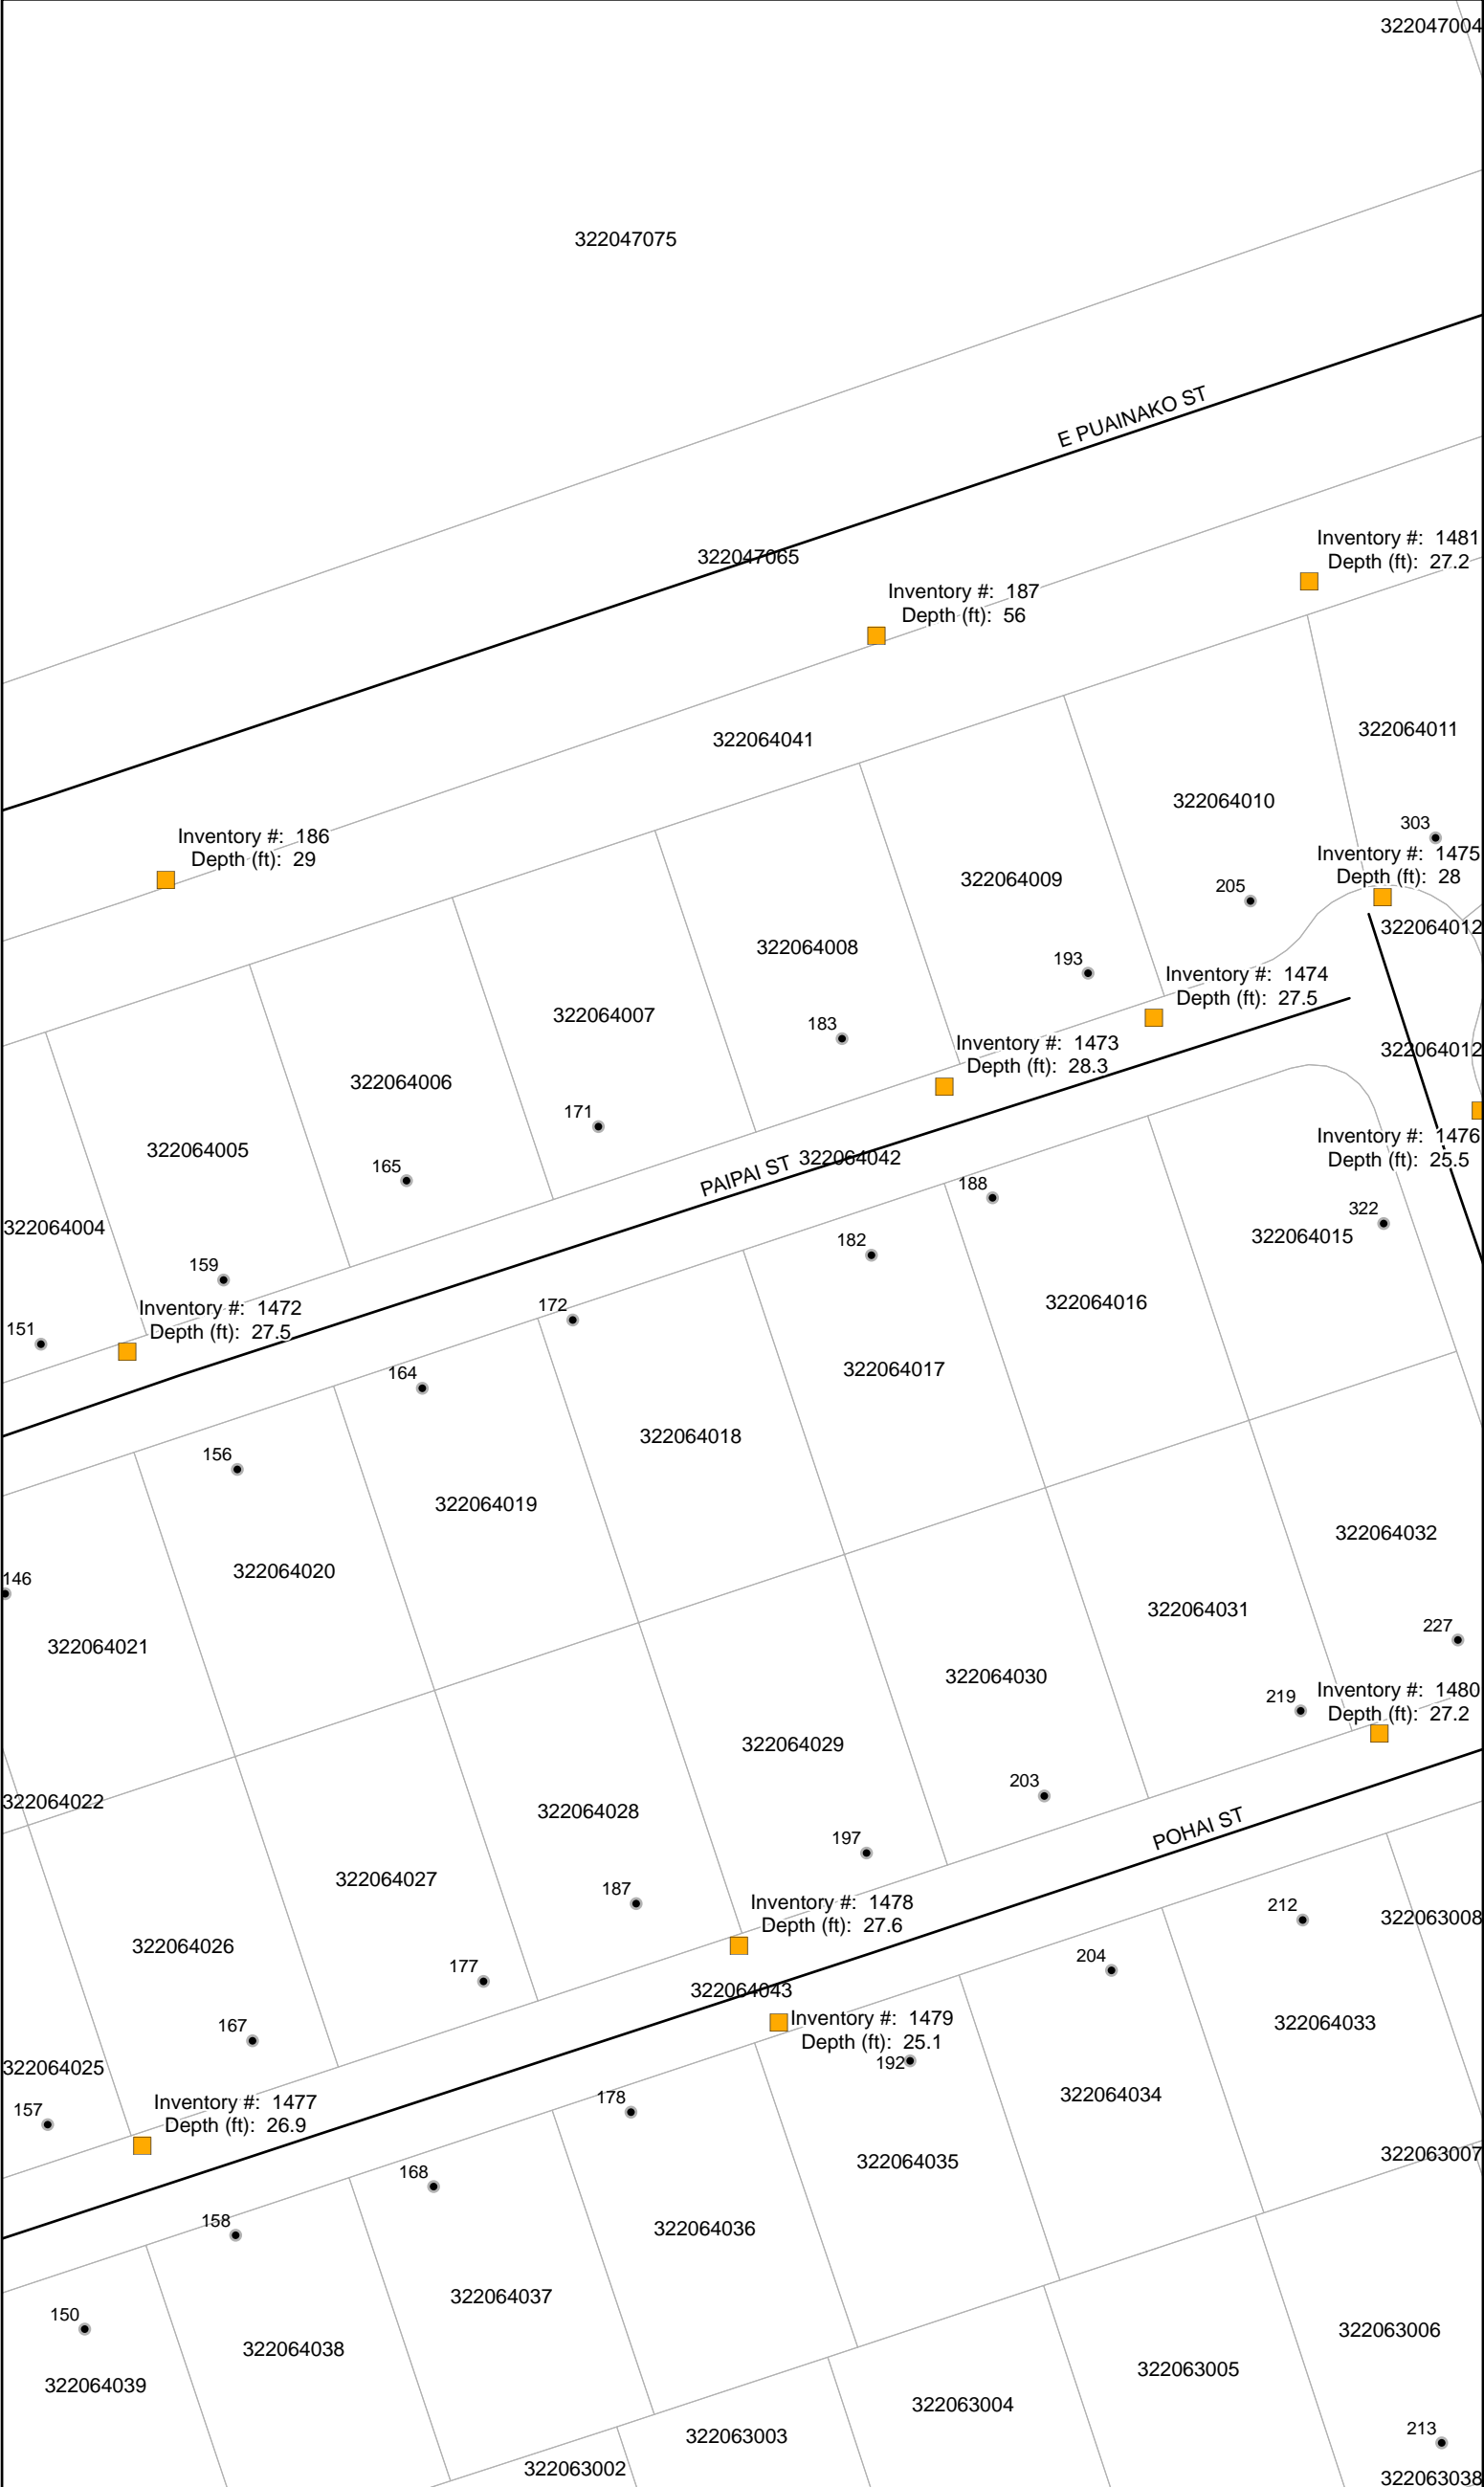 322047004
322047075
E PUAINAKO ST
Inventory #: 1481
Depth (ft): 27.2
322047065
Inventory #: 187
Depth (ft): 56
322064011
322064041
322064010
303
Inventory #: 186
Depth (ft): 29
Inventory #: 1475
Depth (ft): 28
322064009
205
322064012
322064008
193
Inventory #: 1474
Depth (ft): 27.5
322064007
183
Inventory #: 1473
Depth (ft): 28.3
322064012
322064006
171
Inventory #: 1476
Depth (ft): 25.5
322064005
165
PAIPAI ST
322064042
188
322064004
322
322064015
182
159
Inventory #: 1472
Depth (ft): 27.5
151
172
322064016
164
322064017
156
322064018
322064019
322064032
322064020
146
322064031
322064021
227
322064030
219
Inventory #: 1480
Depth (ft): 27.2
322064029
203
322064022
322064028
POHAI ST
197
322064027
187
Inventory #: 1478
Depth (ft): 27.6
212
322063008
322064026
177
204
322064043
167
Inventory #: 1479
Depth (ft): 25.1
192
322064033
322064025
157
Inventory #: 1477
Depth (ft): 26.9
178
322064034
322063007
322064035
168
158
322064036
322064037
150
322063006
322064038
322064039
322063005
322063004
213
322063003
322063002
322063038